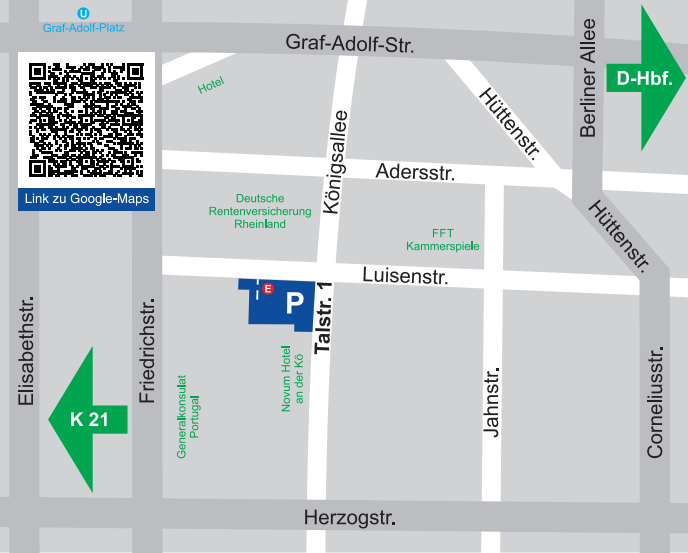 U
Graf-Adolf-Platz
Graf-Adolf-Str.
Berliner Allee
D-Hbf.
Hotel
Hüttenstr.
Königsallee
Adersstr.
Link zu Google-Maps
Deutsche
Rentenversicherung
Rheinland
FFT
Kammerspiele
Hüttenstr.
Luisenstr.
E
P
Talstr. 1
Elisabethstr.
Friedrichstr.
Novum Hotel
an der Kö
Generalkonsulat
Portugal
K 21
Jahnstr.
Corneliusstr.
Herzogstr.